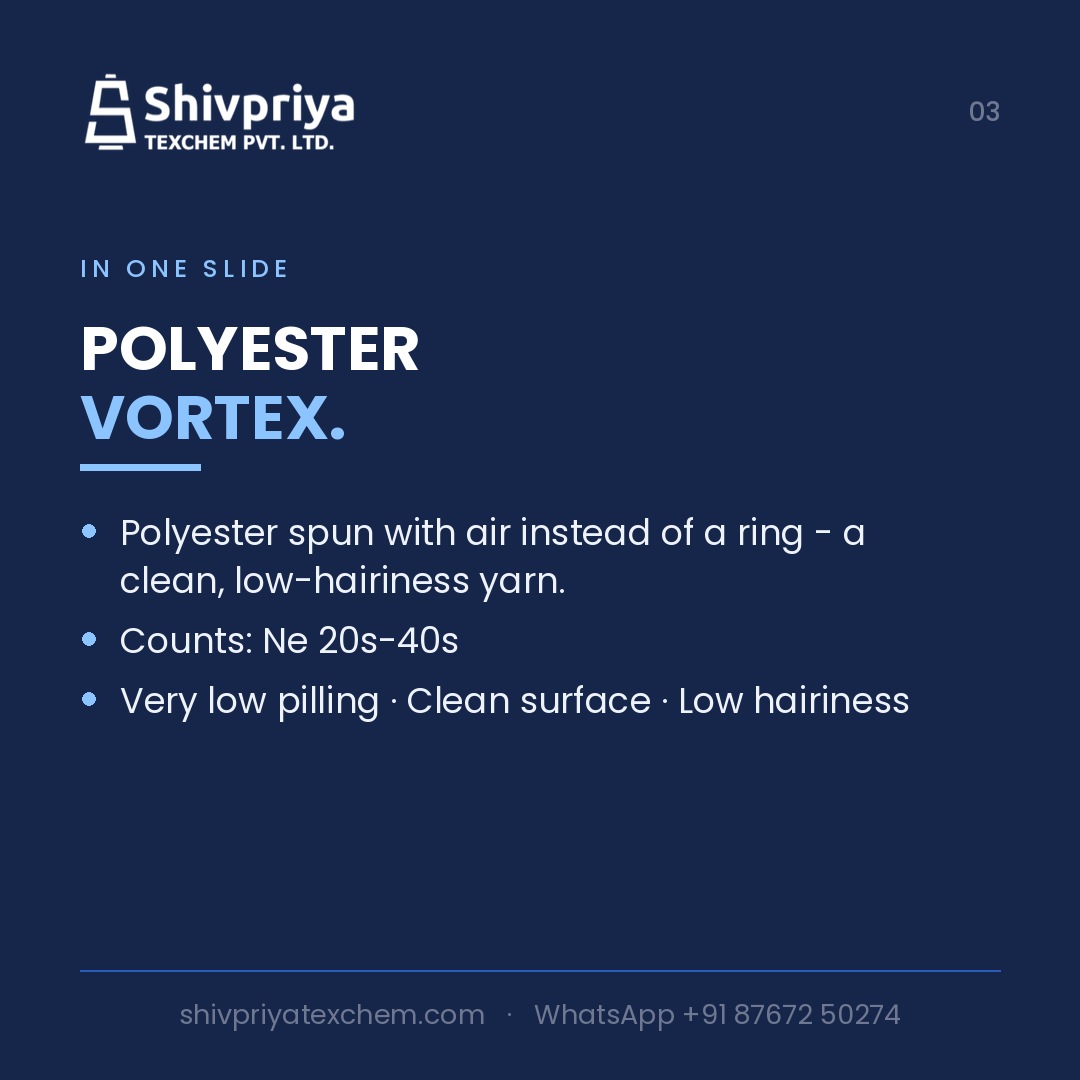 Shivpriya
TEXCHEM PVT. LTD.
03
IN ONE SLIDE
POLYESTER
VORTEX.
• Polyester spun with air instead of a ring - a
clean, low-hairiness yarn.
• Counts: Ne 20s-40s
• Very low pilling · Clean surface · Low hairiness
shivpriyatexchem.com · WhatsApp +91 87672 50274